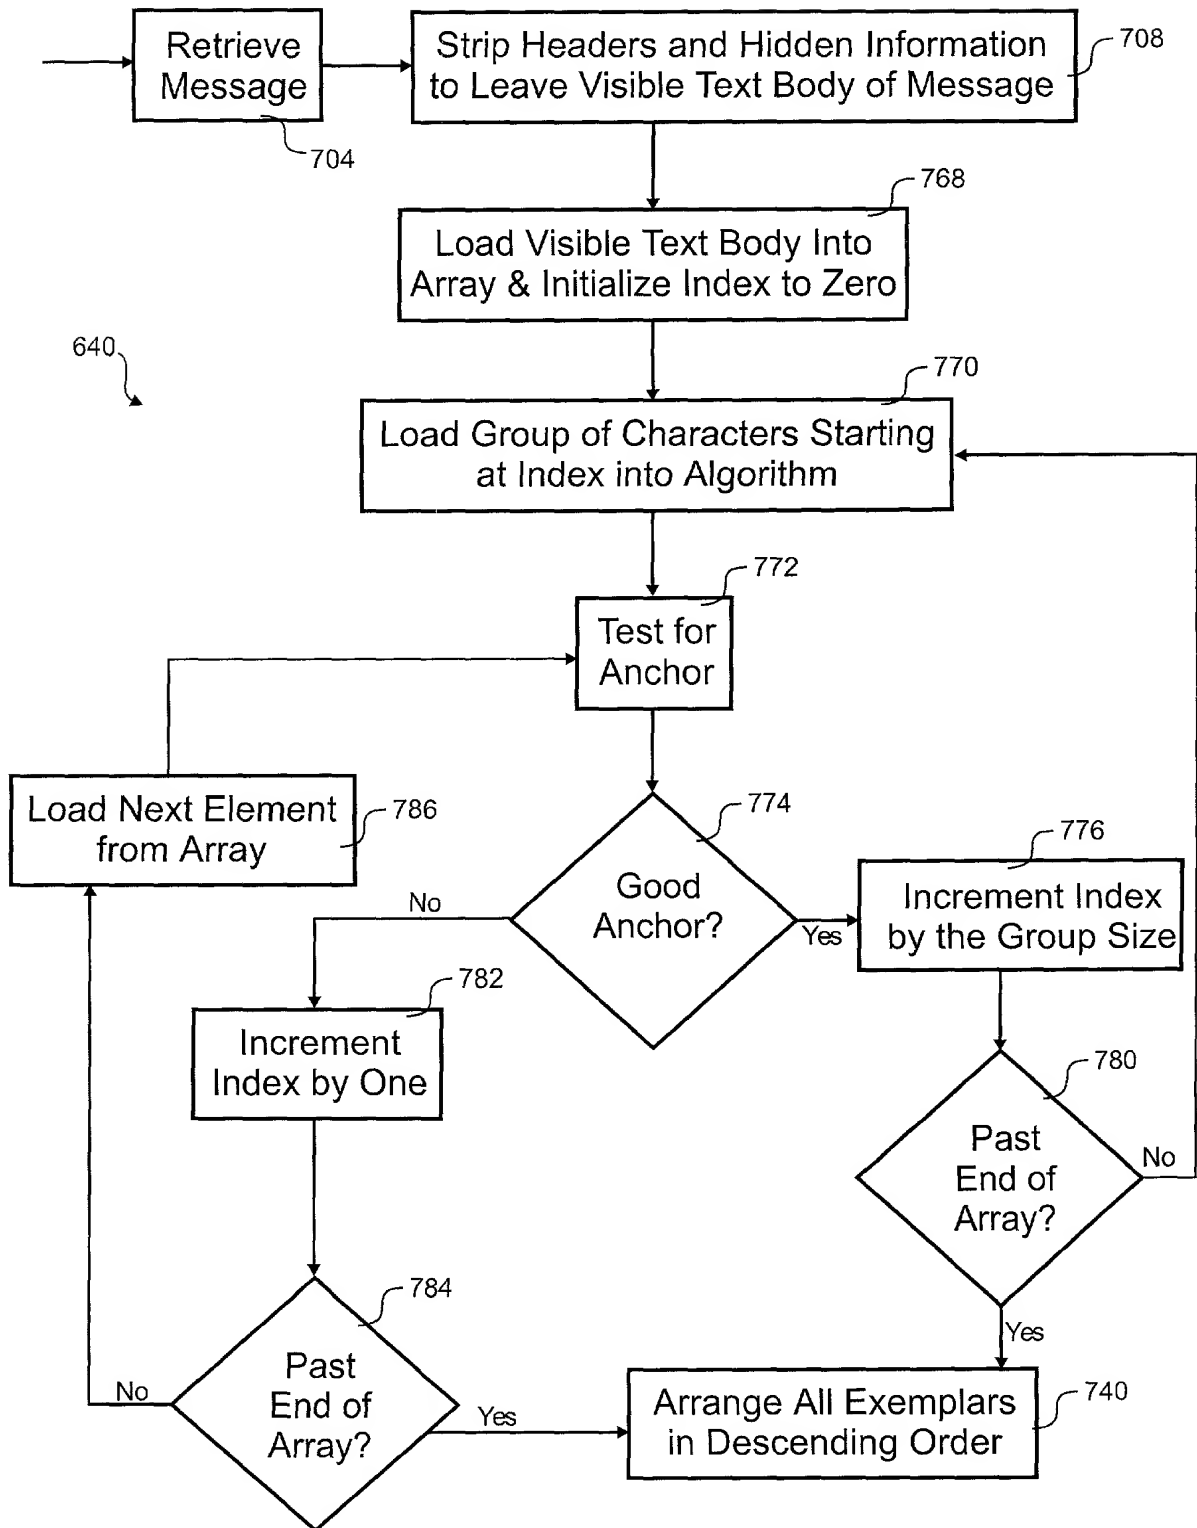 Retrieve
Message
704
Strip Headers and Hidden Information
to Leave Visible Text Body of Message
708
768
Load Visible Text Body Into
Array & Initialize Index to Zero
640
770
Load Group of Characters Starting
at Index into Algorithm
772
Test for
Anchor
Load Next Element
from Array
786
774
Good
Anchor?
No
Yes
776
Increment Index
by the Group Size
782
Increment
Index by One
780
Past
End of
Array?
No
Yes
784
Past
End of
Array?
No
Yes
Arrange All Exemplars
in Descending Order
740